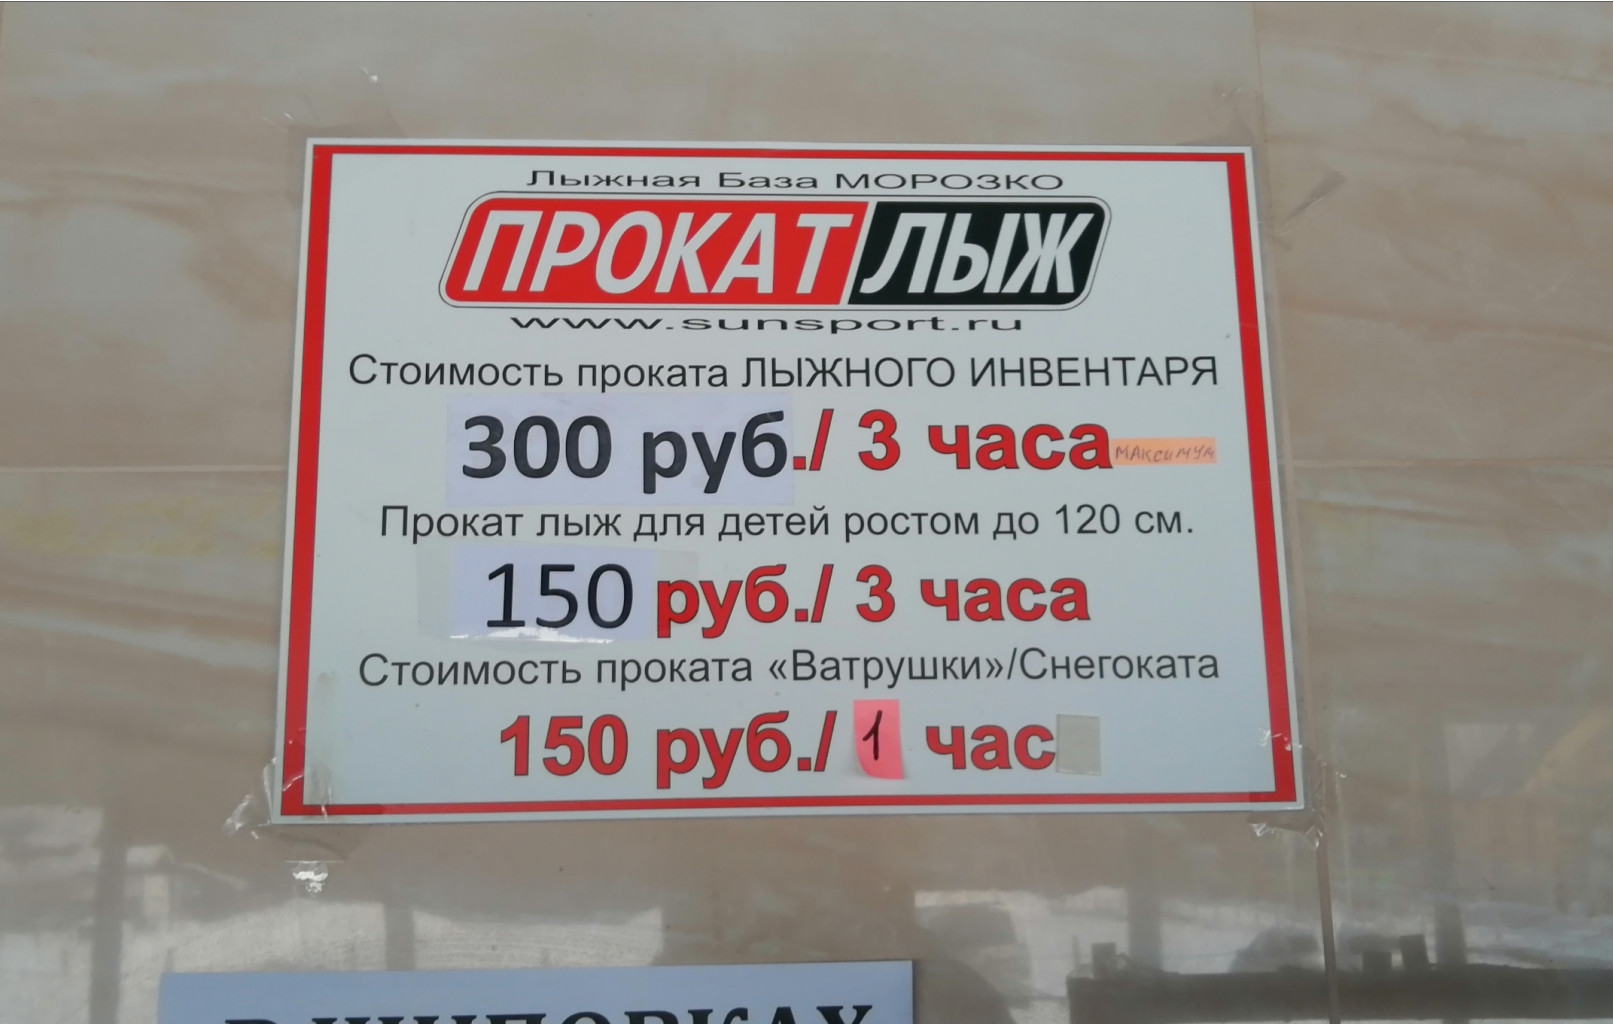 Лыжная База МОРОЗКО
ПРОКАТ ЛЫЖ
www.sunsport.ru
Стоимость проката ЛЫЖНОГО ИНВЕНТАРЯ
300 руб./ 3 часа максимум
Прокат лыж для детей ростом до 120 см.
150 руб./ 3 часа
Стоимость проката «Ватрушки»/Снегоката
150 руб./ 1 час
В ШИПОВКАХ